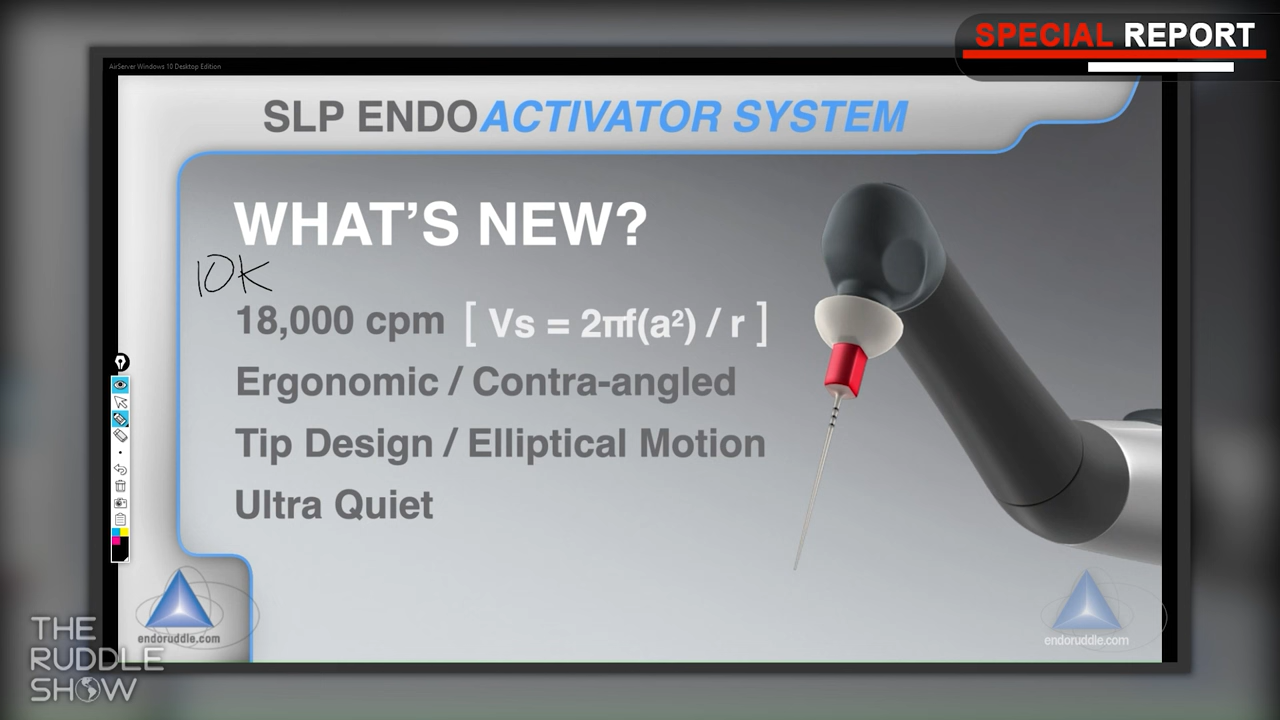 SPECIAL REPORT
AirServer Windows 10 Desktop Edition
SLP ENDOACTIVATOR SYSTEM
WHAT'S NEW?
10K
18,000 cpm [ Vs = 2πf(a²) / r ]
Ergonomic / Contra-angled
Tip Design / Elliptical Motion
Ultra Quiet
endoruddle.com
endoruddle.com
THE
RUDDLE
SHOW